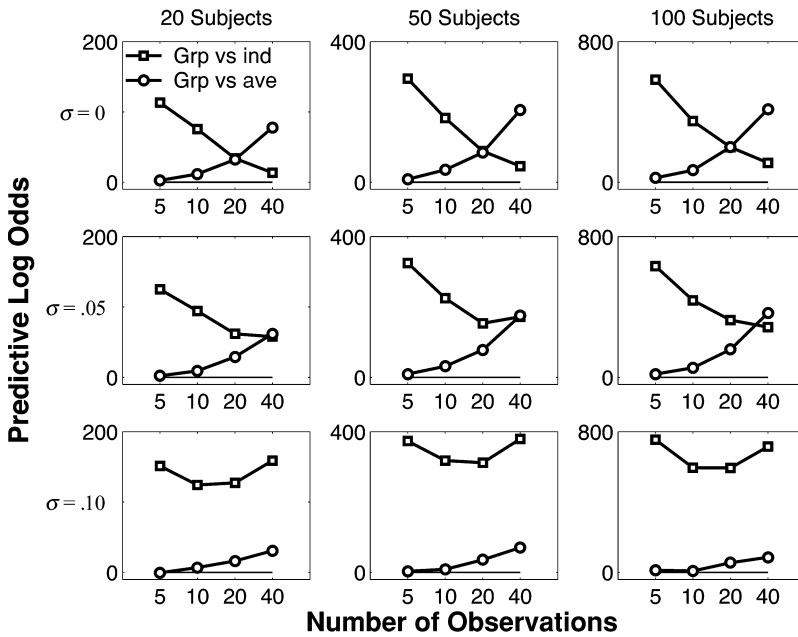 20 Subjects
50 Subjects
100 Subjects
200
400
800
Grp vs ind
Grp vs ave
σ = 0
0
0
0
5 10 20 40
5 10 20 40
5 10 20 40
200
400
800
σ = .05
0
0
0
5 10 20 40
5 10 20 40
5 10 20 40
200
400
800
σ = .10
0
0
0
5 10 20 40
5 10 20 40
5 10 20 40
Predictive Log Odds
Number of Observations